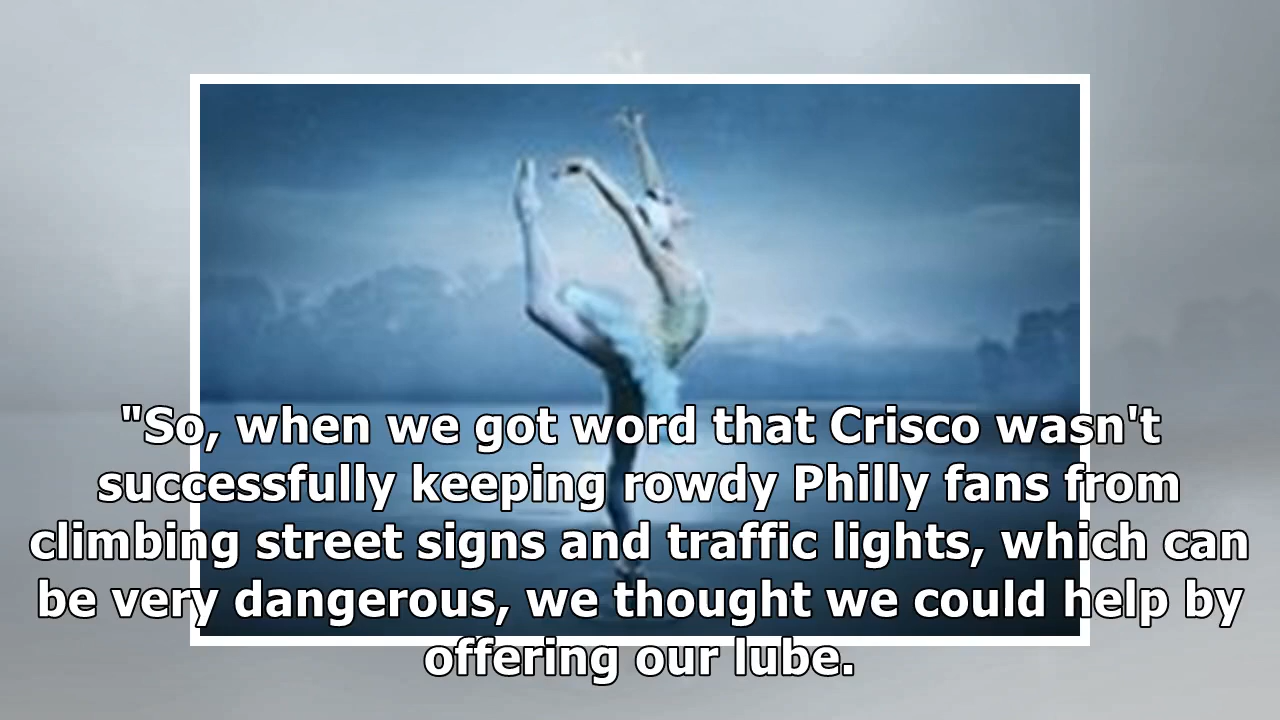 "So, when we got word that Crisco wasn't
successfully keeping rowdy Philly fans from
climbing street signs and traffic lights, which can
be very dangerous, we thought we could help by
offering our lube.